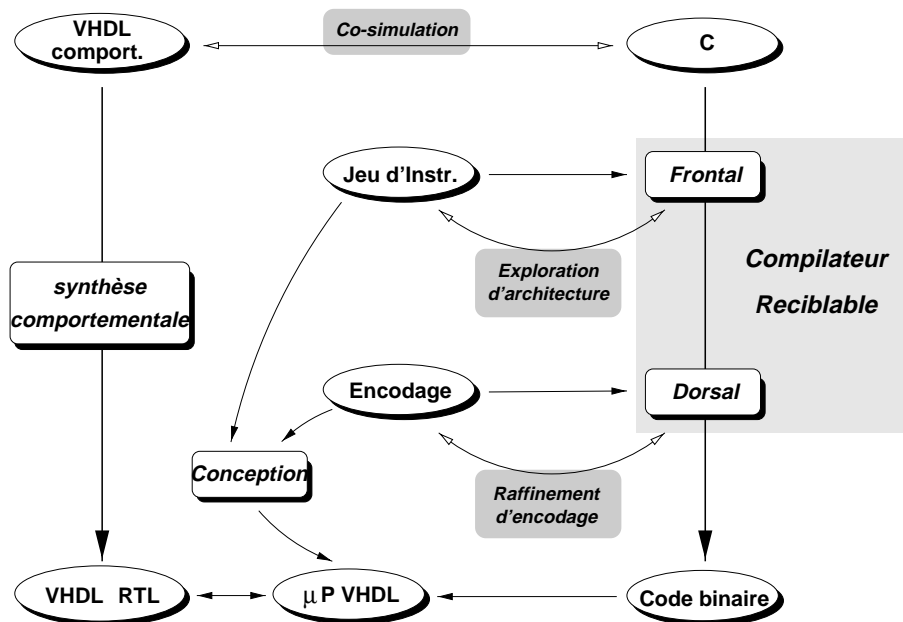 VHDL
comport.
Co-simulation
C
Jeu d'Instr.
Frontal
Exploration
d'architecture
Compilateur
Reciblable
synthèse
comportementale
Encodage
Dorsal
Conception
Raffinement
d'encodage
VHDL RTL
μP VHDL
Code binaire